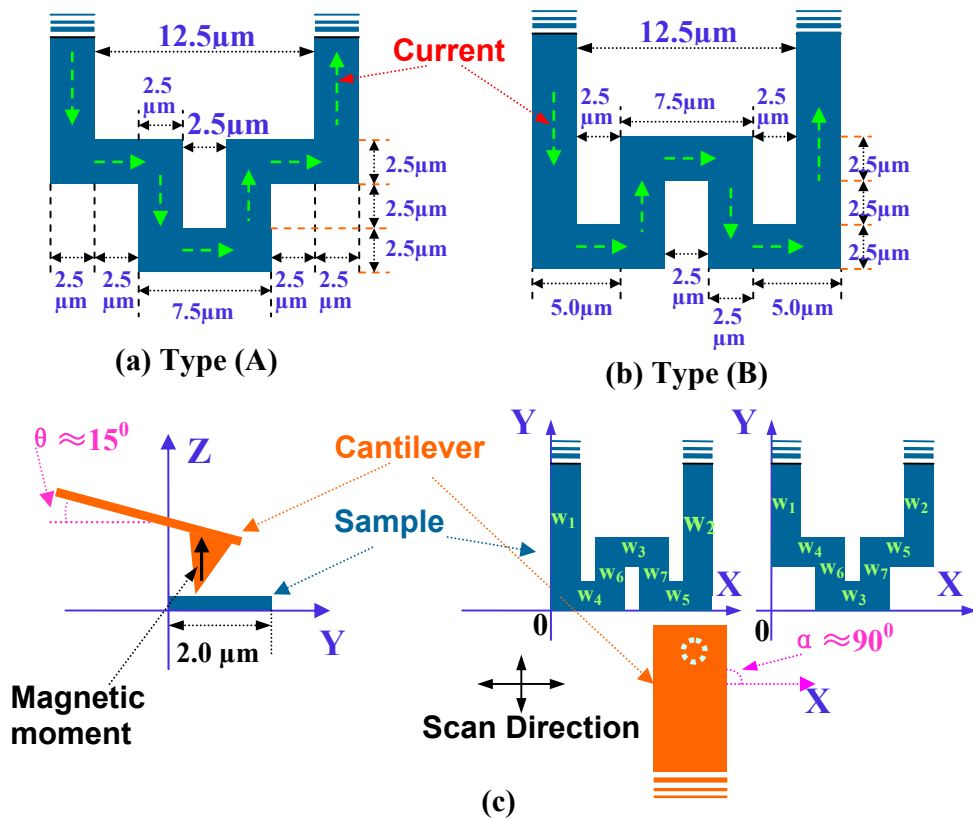 12.5μm
2.5
μm
2.5μm
2.5μm
2.5μm
2.5μm
2.5
μm
2.5
μm
7.5μm
2.5
μm
2.5
μm
(a) Type (A)
Current
12.5μm
2.5
μm
7.5μm
2.5
μm
2.5μm
2.5μm
2.5μm
5.0μm
2.5
μm
2.5
μm
5.0μm
(b) Type (B)
θ ≈15⁰
Z
Cantilever
Sample
Y
2.0 μm
Magnetic
moment
Y
w₁
w₂
w₃
w₆
w₇
w₄
w₅
X
0
Y
w₁
w₂
w₄
w₅
w₆
w₇
w₃
X
0
α ≈90⁰
X
Scan Direction
(c)